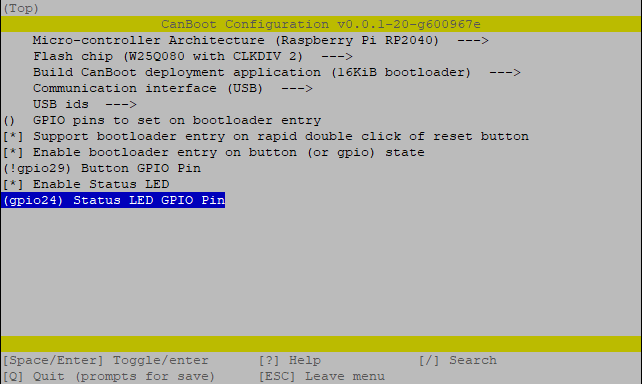 (Top)
CanBoot Configuration v0.0.1-20-g600967e
Micro-controller Architecture (Raspberry Pi RP2040)  --->
Flash chip (W25Q080 with CLKDIV 2)  --->
Build CanBoot deployment application (16KiB bootloader)  --->
Communication interface (USB)  --->
USB ids  --->
()  GPIO pins to set on bootloader entry
[*] Support bootloader entry on rapid double click of reset button
[*] Enable bootloader entry on button (or gpio) state
(!gpio29) Button GPIO Pin
[*] Enable Status LED
(gpio24) Status LED GPIO Pin
[Space/Enter] Toggle/enter      [?] Help            [/] Search
[Q] Quit (prompts for save)     [ESC] Leave menu